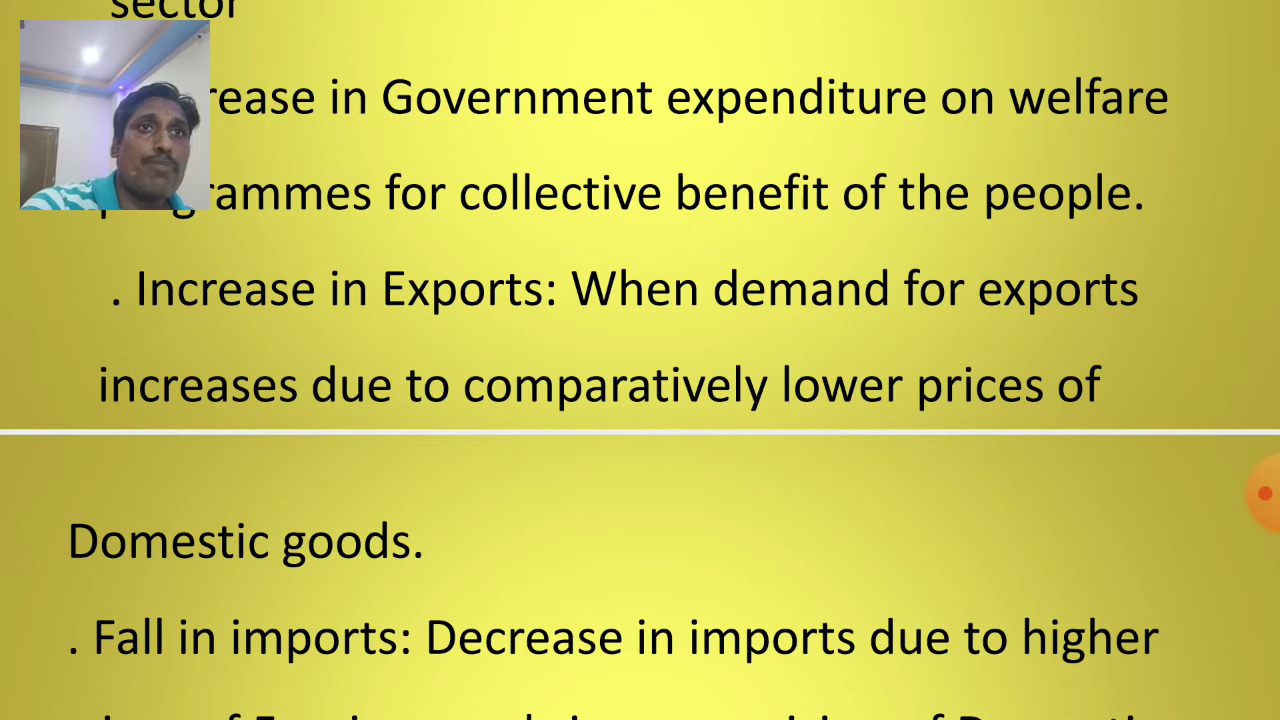 sector
rease in Government expenditure on welfare
rammes for collective benefit of the people.
. Increase in Exports: When demand for exports
increases due to comparatively lower prices of
Domestic goods.
. Fall in imports: Decrease in imports due to higher